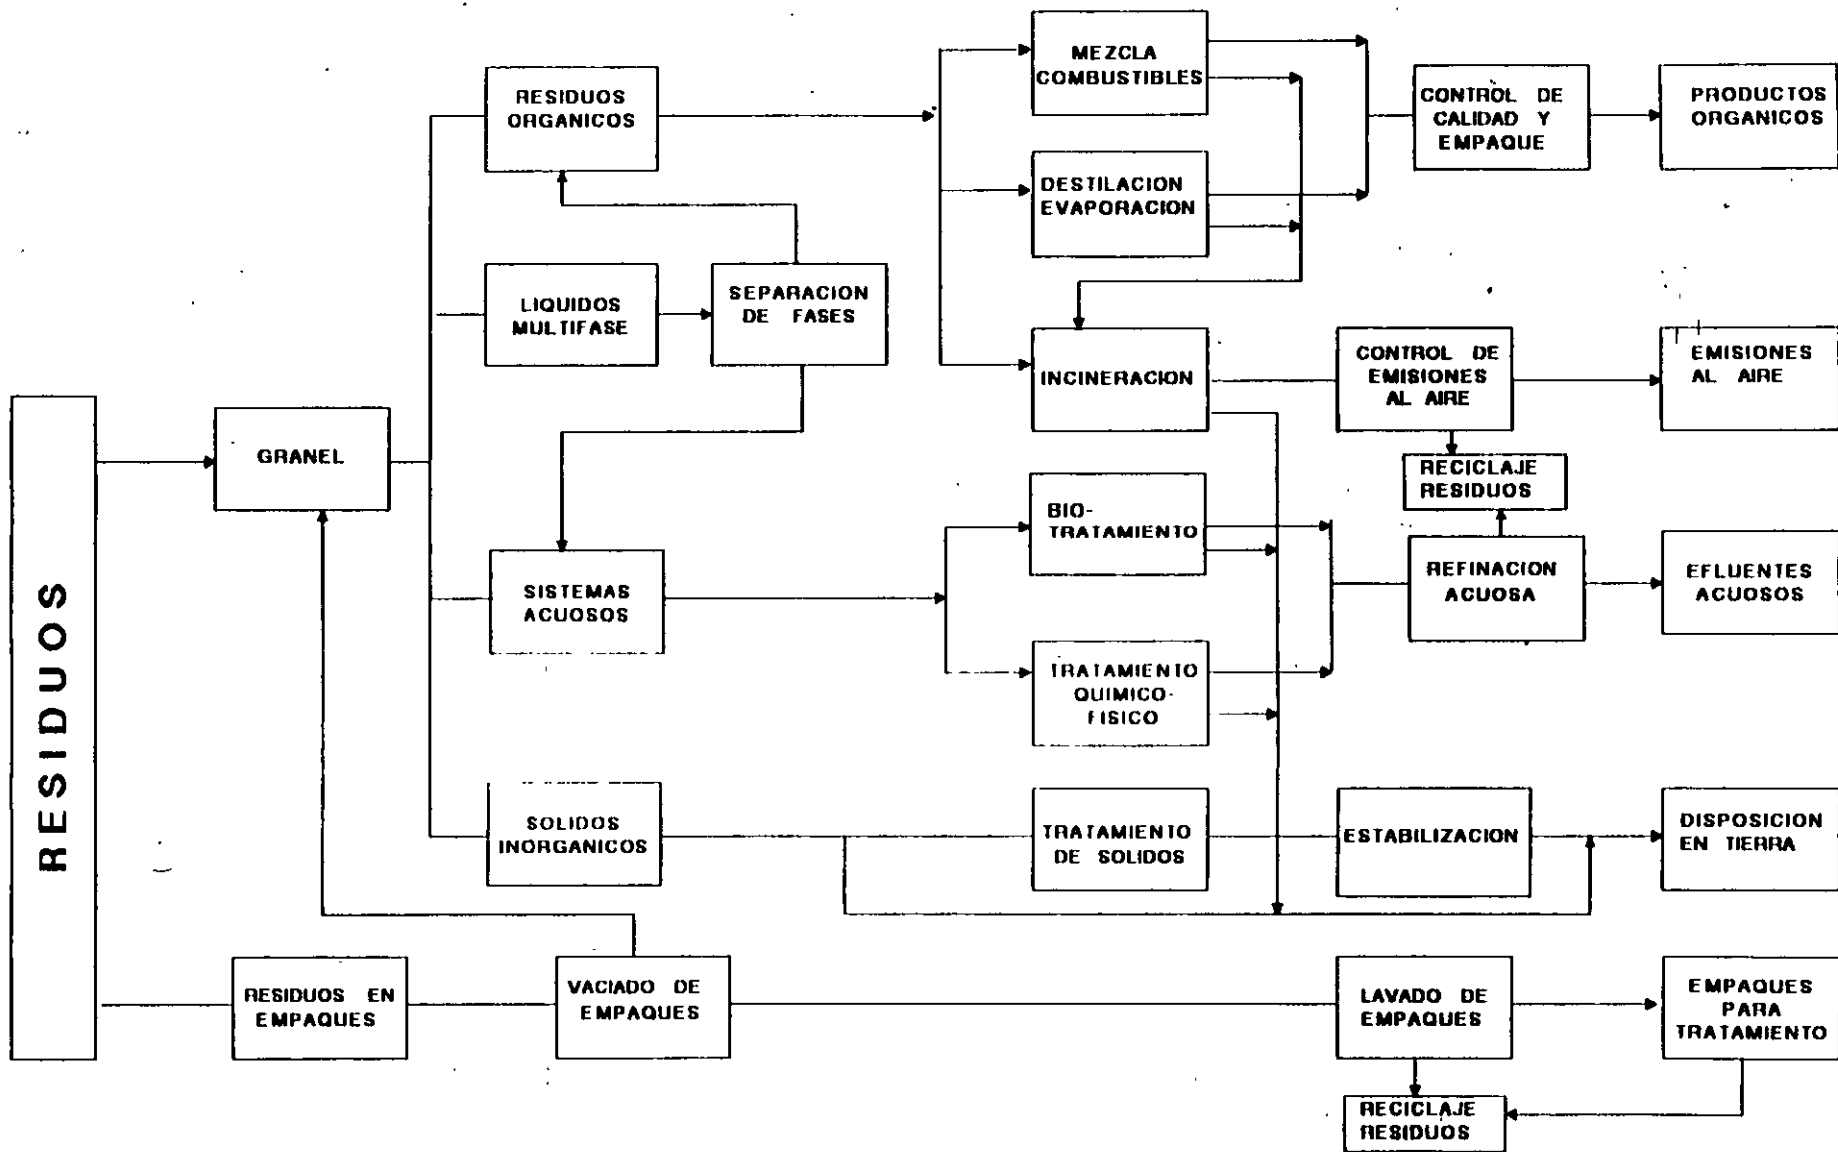 RESIDUOS
GRANEL
RESIDUOS
ORGANICOS
LIQUIDOS
MULTIFASE
SEPARACION
DE FASES
SISTEMAS
ACUOSOS
SOLIDOS
INORGANICOS
RESIDUOS EN
EMPAQUES
VACIADO DE
EMPAQUES
MEZCLA
COMBUSTIBLES
DESTILACION
EVAPORACION
INCINERACION
BIO-
TRATAMIENTO
TRATAMIENTO
QUIMICO-
FISICO
TRATAMIENTO
DE SOLIDOS
CONTROL DE
CALIDAD Y
EMPAQUE
CONTROL DE
EMISIONES
AL AIRE
RECICLAJE
RESIDUOS
REFINACION
ACUOSA
ESTABILIZACION
LAVADO DE
EMPAQUES
RECICLAJE
RESIDUOS
PRODUCTOS
ORGANICOS
EMISIONES
AL AIRE
EFLUENTES
ACUOSOS
DISPOSICION
EN TIERRA
EMPAQUES
PARA
TRATAMIENTO